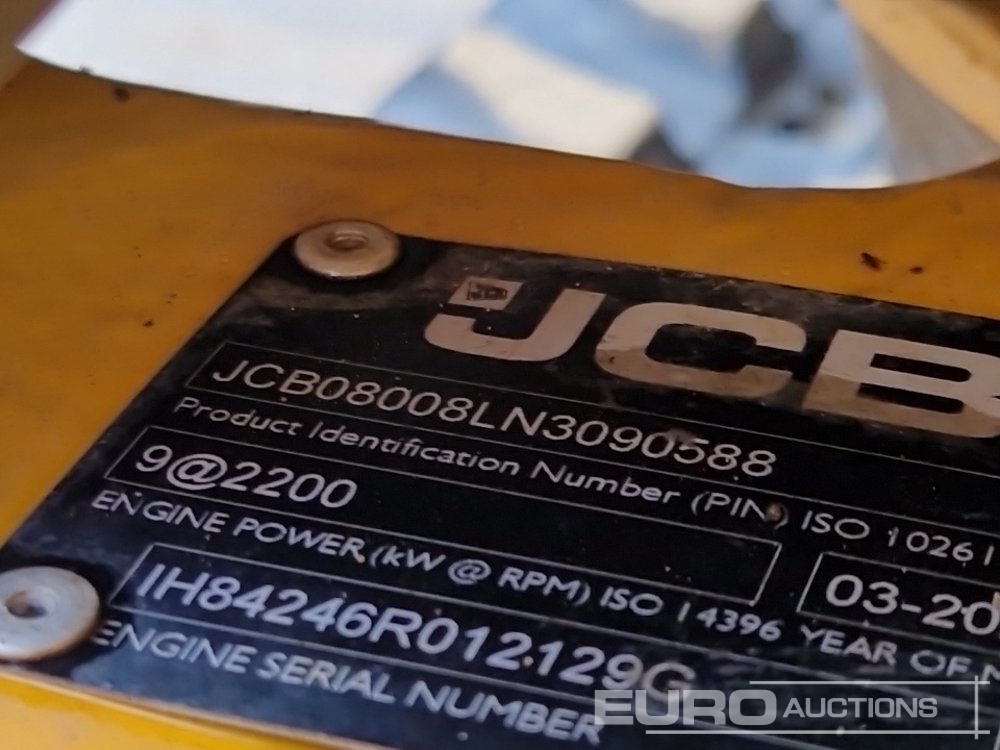 JCB
JCB08008LN3090588
Product Identification Number (PIN) ISO 10261
9@2200
ENGINE POWER (kW @ RPM) ISO 14396
03-20
YEAR OF
IH84246R012129G
ENGINE SERIAL NUMBER
EURO AUCTIONS